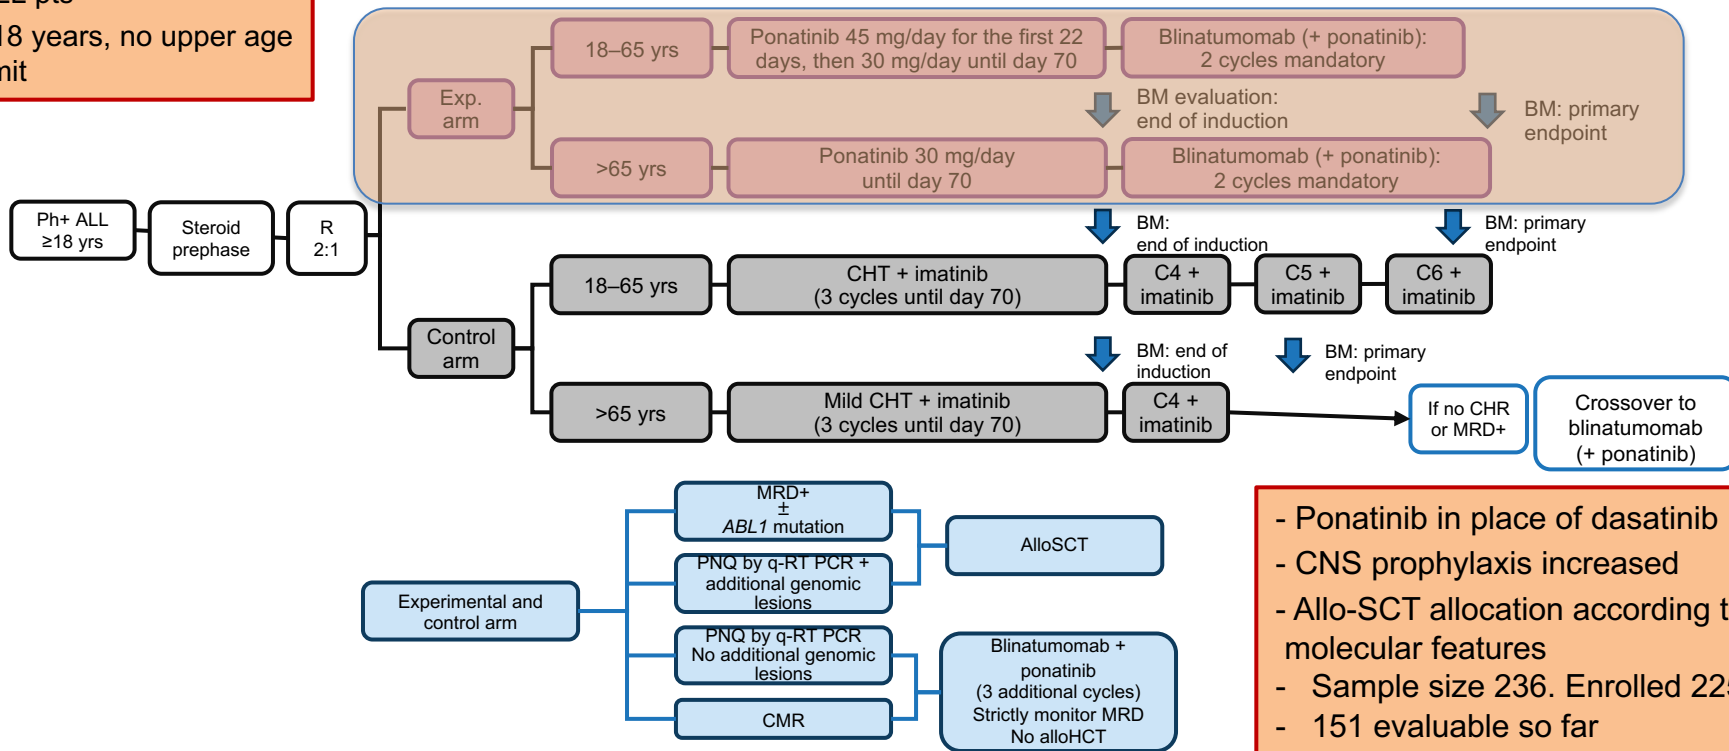 22 pts
18 years, no upper age
Exp.
arm
18–65 yrs
Ponatinib 45 mg/day for the first 22
days, then 30 mg/day until day 70
Blinatumomab (+ ponatinib):
2 cycles mandatory
BM evaluation:
end of induction
BM: primary
endpoint
>65 yrs
Ponatinib 30 mg/day
until day 70
Blinatumomab (+ ponatinib):
2 cycles mandatory
Ph+ ALL
≥18 yrs
Steroid
prephase
R
2:1
BM:
end of induction
BM: primary
endpoint
18–65 yrs
CHT + imatinib
(3 cycles until day 70)
C4 +
imatinib
C5 +
imatinib
C6 +
imatinib
Control
arm
BM: end of
induction
BM: primary
endpoint
>65 yrs
Mild CHT + imatinib
(3 cycles until day 70)
C4 +
imatinib
If no CHR
or MRD+
Crossover to
blinatumomab
(+ ponatinib)
Experimental and
control arm
MRD+
±
ABL1 mutation
PNQ by q-RT PCR +
additional genomic
lesions
AlloSCT
PNQ by q-RT PCR
No additional genomic
lesions
CMR
Blinatumomab +
ponatinib
(3 additional cycles)
Strictly monitor MRD
No alloHCT
- Ponatinib in place of dasatinib
- CNS prophylaxis increased
- Allo-SCT allocation according
molecular features
- Sample size 236. Enrolled 225
- 151 evaluable so far